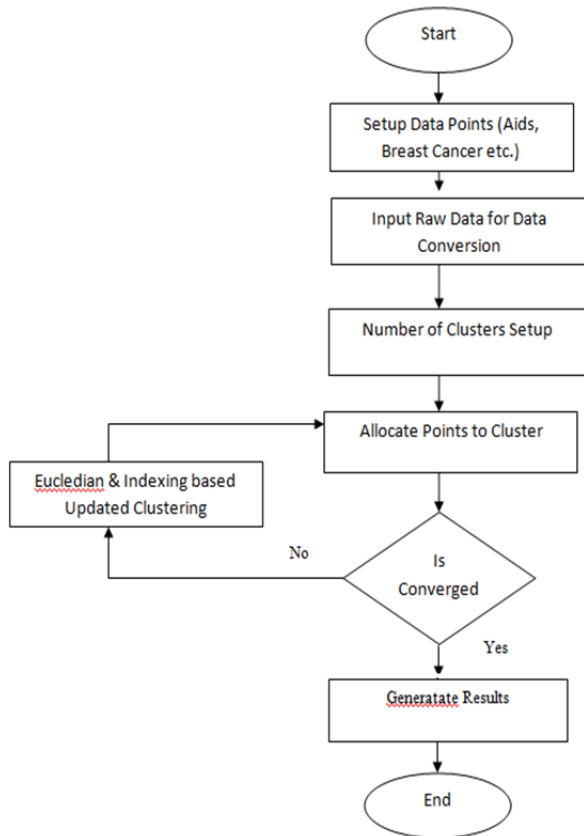 Start
Setup Data Points (Aids,
Breast Cancer etc.)
Input Raw Data for Data
Conversion
Number of Clusters Setup
Allocate Points to Cluster
Eucledian & Indexing based
Updated Clustering
No
Is
Converged
Yes
Generatate Results
End